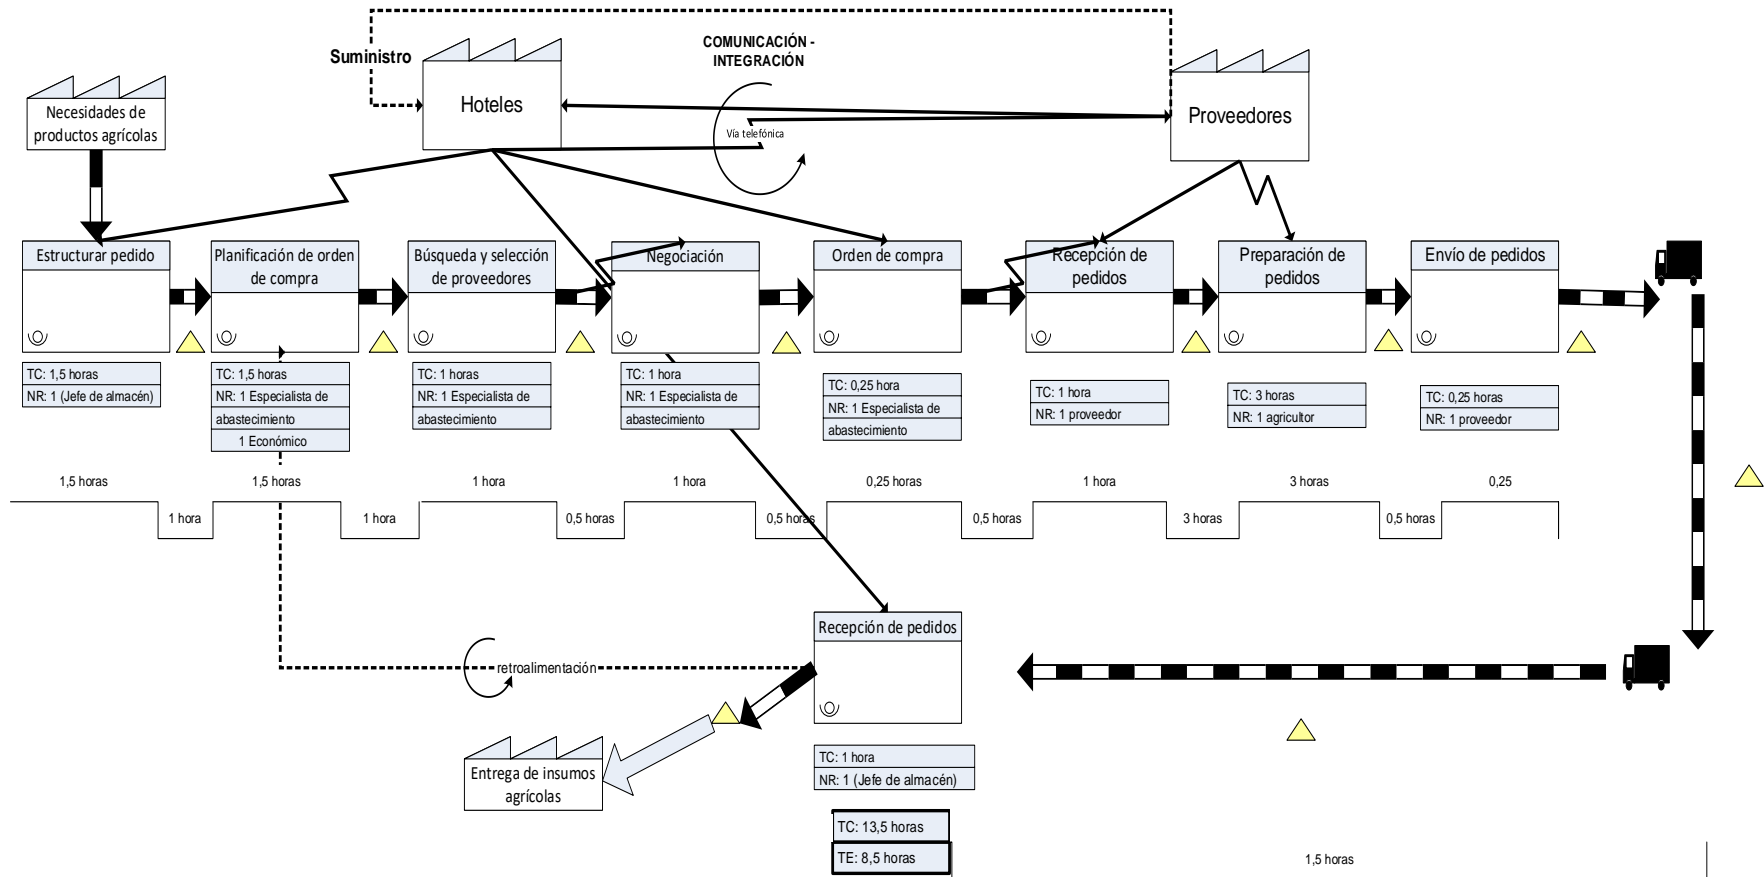 Suministro
COMUNICACIÓN -
INTEGRACIÓN
Necesidades de
productos agrícolas
Hoteles
Vía telefónica
Proveedores
Estructurar pedido
Planificación de orden
de compra
Búsqueda y selección
de proveedores
Negociación
Orden de compra
Recepción de
pedidos
Preparación de
pedidos
Envío de pedidos
TC: 1,5 horas
NR: 1 (Jefe de almacén)
TC: 1,5 horas
NR: 1 Especialista de
abastecimiento
1 Económico
TC: 1 horas
NR: 1 Especialista de
abastecimiento
TC: 1 hora
NR: 1 Especialista de
abastecimiento
TC: 0,25 hora
NR: 1 Especialista de
abastecimiento
TC: 1 hora
NR: 1 proveedor
TC: 3 horas
NR: 1 agricultor
TC: 0,25 horas
NR: 1 proveedor
1,5 horas
1,5 horas
1 hora
1 hora
0,25 horas
1 hora
3 horas
0,25
1 hora
1 hora
0,5 horas
0,5 horas
0,5 horas
3 horas
0,5 horas
Recepción de pedidos
retroalimentación
Entrega de insumos
agrícolas
TC: 1 hora
NR: 1 (Jefe de almacén)
TC: 13,5 horas
TE: 8,5 horas
1,5 horas